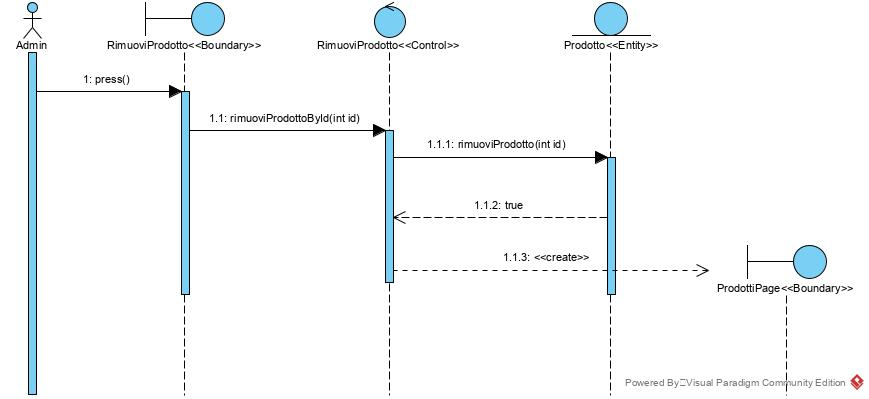 Admin
RimuoviProdotto<<Boundary>>
RimuoviProdotto<<Control>>
Prodotto<<Entity>>
1: press()
1.1: rimuoviProdottoById(int id)
1.1.1: rimuoviProdotto(int id)
1.1.2: true
1.1.3: <<create>>
ProdottiPage<<Boundary>>
Powered By Visual Paradigm Community Edition